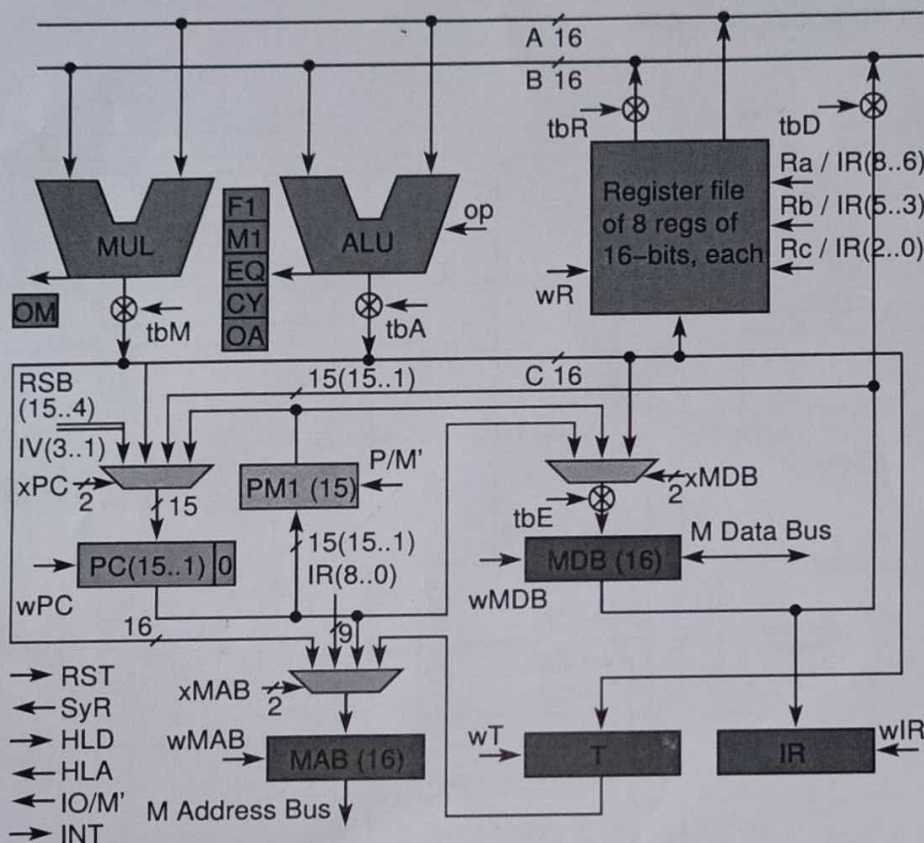 A 16
B 16
tbR
tbD
Ra / IR(8..6)
Rb / IR(5..3)
Rc / IR(2..0)
Register file
of 8 regs of
16–bits, each
wR
MUL
OM
tbM
F1
M1
EQ
CY
OA
ALU
op
tbA
C 16
15(15..1)
RSB
(15..4)
IV(3..1)
xPC
2
15
PM1 (15)
P/M'
xMDB
2
tbE
PC(15..1) 0
wPC
15(15..1)
IR(8..0)
MDB (16)
M Data Bus
wMDB
16
9
xMAB
2
wMAB
MAB (16)
M Address Bus
wT
T
IR
wIR
RST
SyR
HLD
HLA
IO/M'
INT